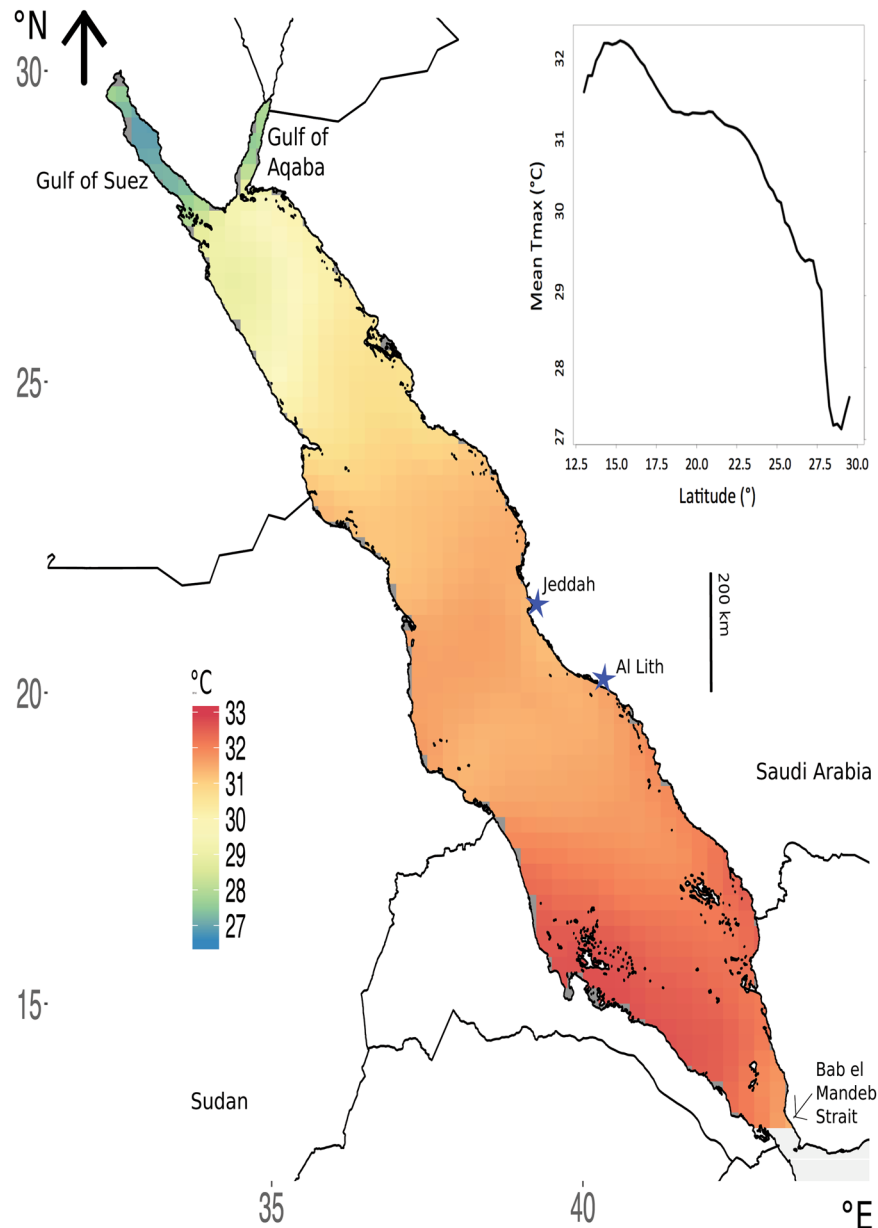 °N
30
25
20
15
Gulf of Suez
Gulf of
Aqaba
32
31
30
29
28
27
Mean Tmax (°C)
12.5
15.0
17.5
20.0
22.5
25.0
27.5
30.0
Latitude (°)
Jeddah
200 km
Al Lith
°C
33
32
31
30
29
28
27
Saudi Arabia
Sudan
Bab el
Mandeb
Strait
35
40
°E